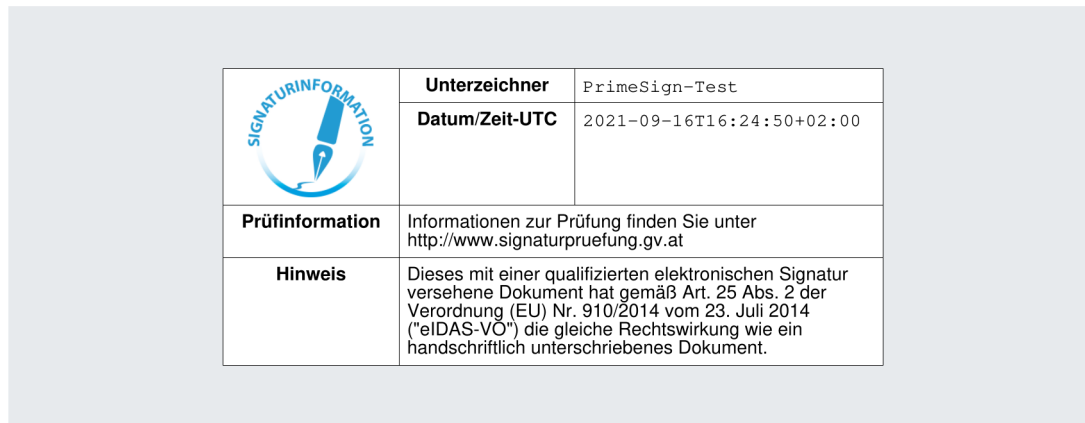 SIGNATURINFORMATION
Unterzeichner
PrimeSign-Test
Datum/Zeit-UTC
2021-09-16T16:24:50+02:00
Prüfinformation
Informationen zur Prüfung finden Sie unter
http://www.signaturpruefung.gv.at
Hinweis
Dieses mit einer qualifizierten elektronischen Signatur
versehene Dokument hat gemäß Art. 25 Abs. 2 der
Verordnung (EU) Nr. 910/2014 vom 23. Juli 2014
("eIDAS-VO") die gleiche Rechtswirkung wie ein
handschriftlich unterschriebenes Dokument.